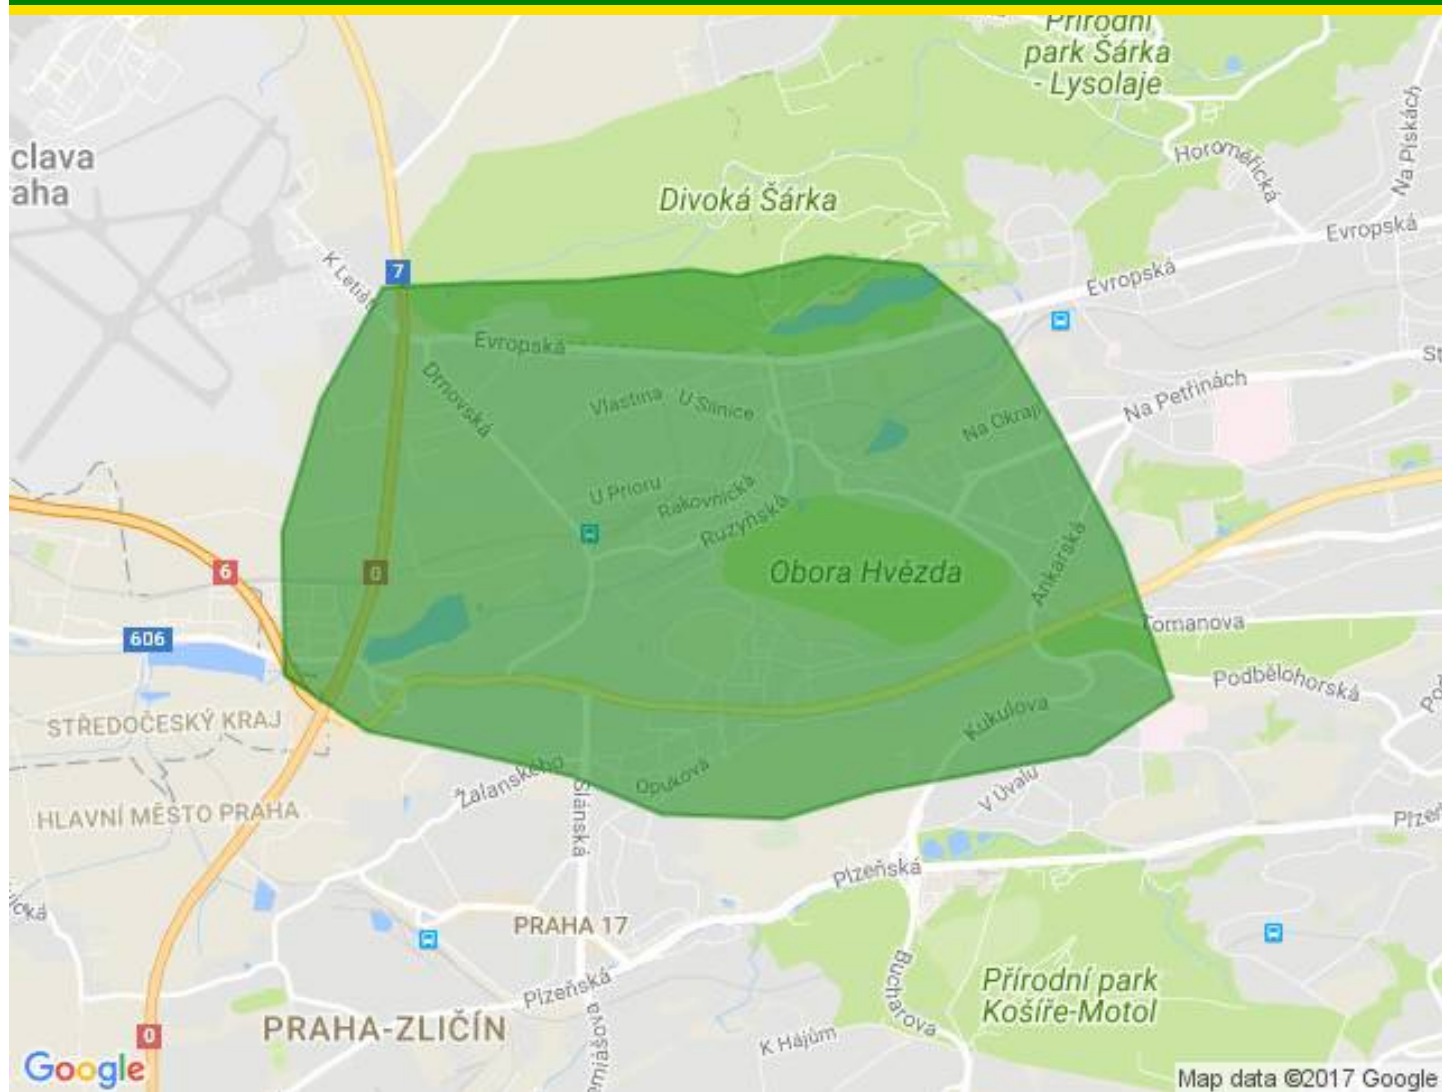 Přírodní
park Šárka
- Lysolaje
clava
aha
Horoměřická
Na Pískách
Divoká Šárka
Evropská
K Letišti
7
Evropská
Evropská
Drnovská
Vlastina
U Silnice
Na Okraji
Na Petřinách
St
U Prioru
Rakovnická
Ruzyňská
Obora Hvězda
Ankarská
6
0
606
Tomanova
Podbělohorská
STŘEDOČESKÝ KRAJ
Kukulova
Žalanského
Opuková
Slánská
V Úvalu
HLAVNÍ MĚSTO PRAHA
Plzeň
Plzeňská
PRAHA 17
Plzeňská
Bucharova
Přírodní park
Košíře-Motol
PRAHA-ZLIČÍN
0
K Hájům
Google
Map data ©2017 Google